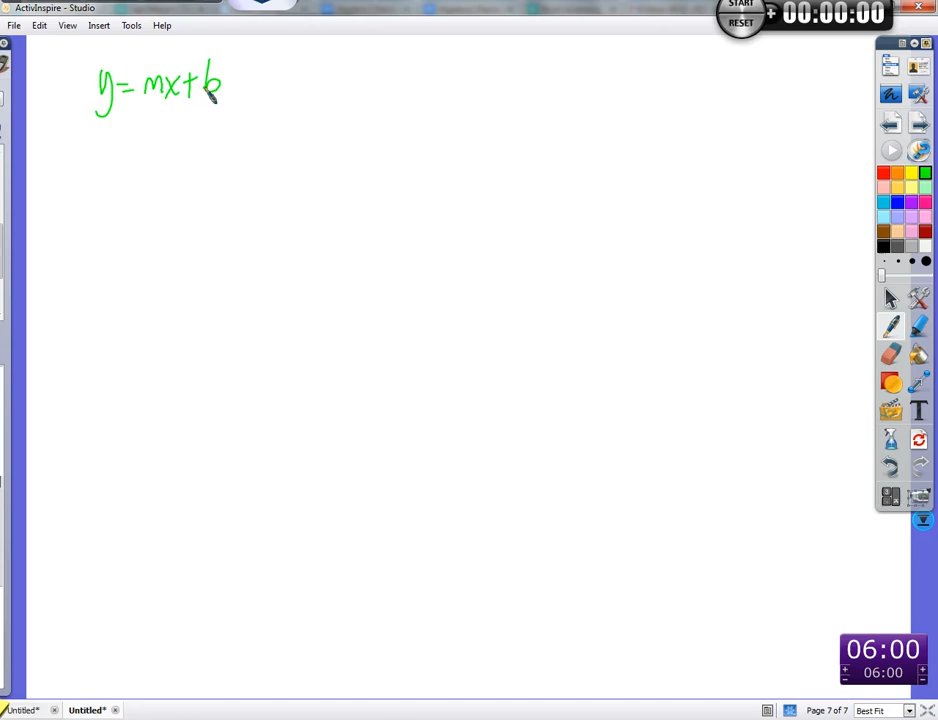 ActivInspire - Studio
START
RESET
00:00:00
File Edit View Insert Tools Help
y = mx + b
T
06:00
06:00
Untitled* Untitled* Page 7 of 7 Best Fit